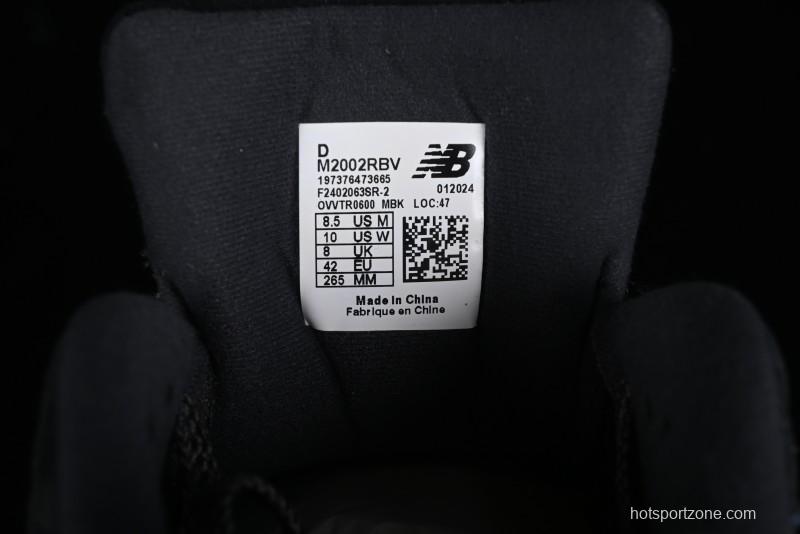 D
M2002RBV
NB
197376473665
F2402063SR-2 012024
OVVTR0600 MBK LOC:47
8.5 US M
10 US W
8 UK
42 EU
265 MM
Made in China
Fabrique en Chine
hotsportzone.com